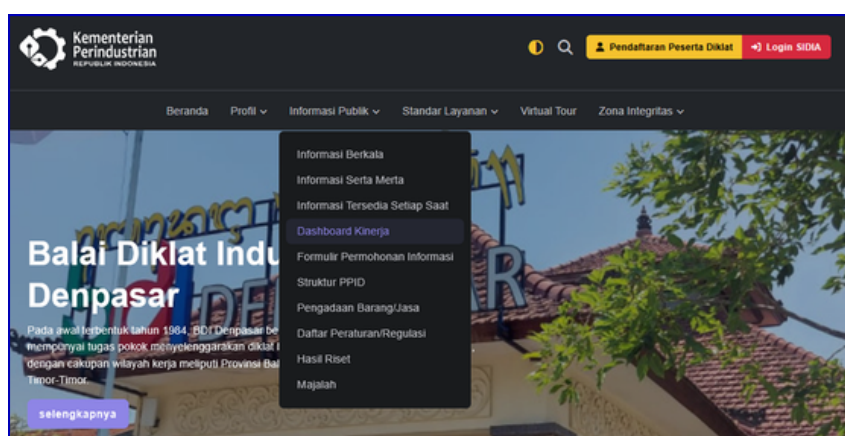 Kementerian
Perindustrian
REPUBLIK INDONESIA
Pendaftaran Peserta Diklat
Login SIDIA
Beranda
Profil
Informasi Publik
Standar Layanan
Virtual Tour
Zona Integritas
Informasi Berkala
Informasi Serta Merta
Informasi Tersedia Setiap Saat
Dashboard Kinerja
Formulir Permohonan Informasi
Struktur PPID
Pengadaan Barang/Jasa
Daftar Peraturan/Regulasi
Hasil Riset
Majalah
Balai Diklat Indu
Denpasar
Pada awal terbentuk tahun 1984, BDI Denpasar be
mempunyai tugas pokok menyelenggarakan diklat
dengan cakupan wilayah kerja meliputi Provinsi Bal
Timor-Timor.
selengkapnya